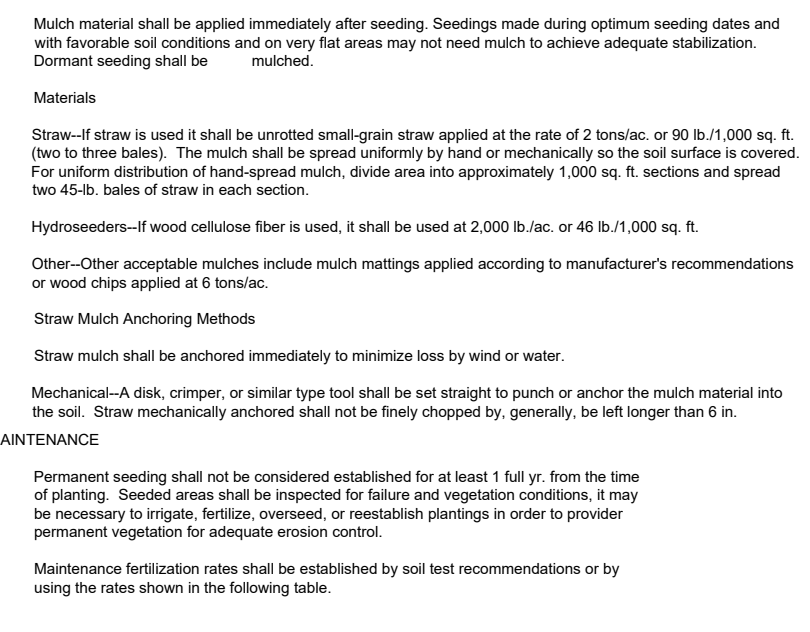 Mulch material shall be applied immediately after seeding. Seedings made during optimum seeding dates and
with favorable soil conditions and on very flat areas may not need mulch to achieve adequate stabilization.
Dormant seeding shall be mulched.
Materials
Straw--If straw is used it shall be unrotted small-grain straw applied at the rate of 2 tons/ac. or 90 lb./1,000 sq. ft.
(two to three bales). The mulch shall be spread uniformly by hand or mechanically so the soil surface is covered.
For uniform distribution of hand-spread mulch, divide area into approximately 1,000 sq. ft. sections and spread
two 45-lb. bales of straw in each section.
Hydroseeders--If wood cellulose fiber is used, it shall be used at 2,000 lb./ac. or 46 lb./1,000 sq. ft.
Other--Other acceptable mulches include mulch mattings applied according to manufacturer's recommendations
or wood chips applied at 6 tons/ac.
Straw Mulch Anchoring Methods
Straw mulch shall be anchored immediately to minimize loss by wind or water.
Mechanical--A disk, crimper, or similar type tool shall be set straight to punch or anchor the mulch material into
the soil. Straw mechanically anchored shall not be finely chopped by, generally, be left longer than 6 in.
AINTENANCE
Permanent seeding shall not be considered established for at least 1 full yr. from the time
of planting. Seeded areas shall be inspected for failure and vegetation conditions, it may
be necessary to irrigate, fertilize, overseed, or reestablish plantings in order to provider
permanent vegetation for adequate erosion control.
Maintenance fertilization rates shall be established by soil test recommendations or by
using the rates shown in the following table.